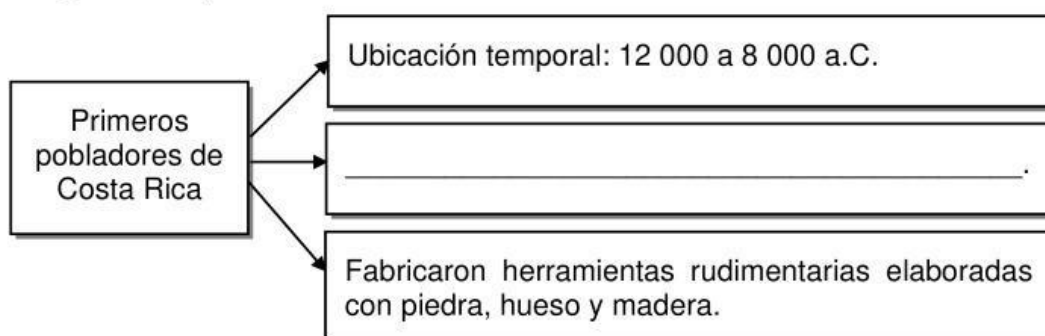 Primeros
pobladores de
Costa Rica
Ubicación temporal: 12 000 a 8 000 a.C.
___________________________________________.
Fabricaron herramientas rudimentarias elaboradas
con piedra, hueso y madera.